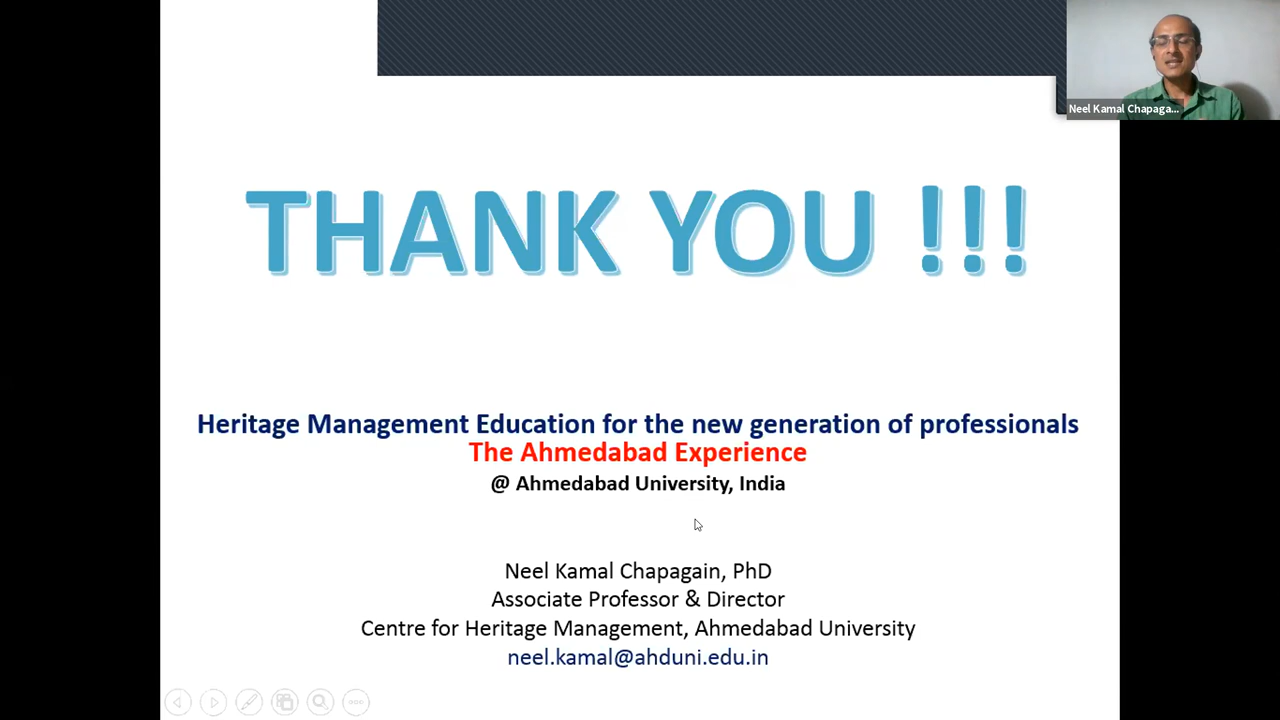 Neel Kamal Chapaga...
THANK YOU !!!
Heritage Management Education for the new generation of professionals
The Ahmedabad Experience
@ Ahmedabad University, India
Neel Kamal Chapagain, PhD
Associate Professor & Director
Centre for Heritage Management, Ahmedabad University
neel.kamal@ahduni.edu.in